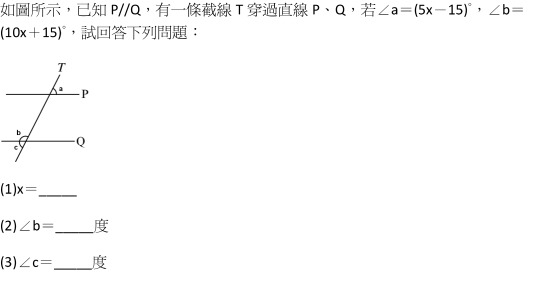 如圖所示，已知 P//Q，有一條截線 T 穿過直線 P、Q，若∠a＝(5x－15)°，∠b＝
(10x＋15)°，試回答下列問題：
T
a
P
b
Q
c
(1)x＝_____
(2)∠b＝_____度
(3)∠c＝_____度